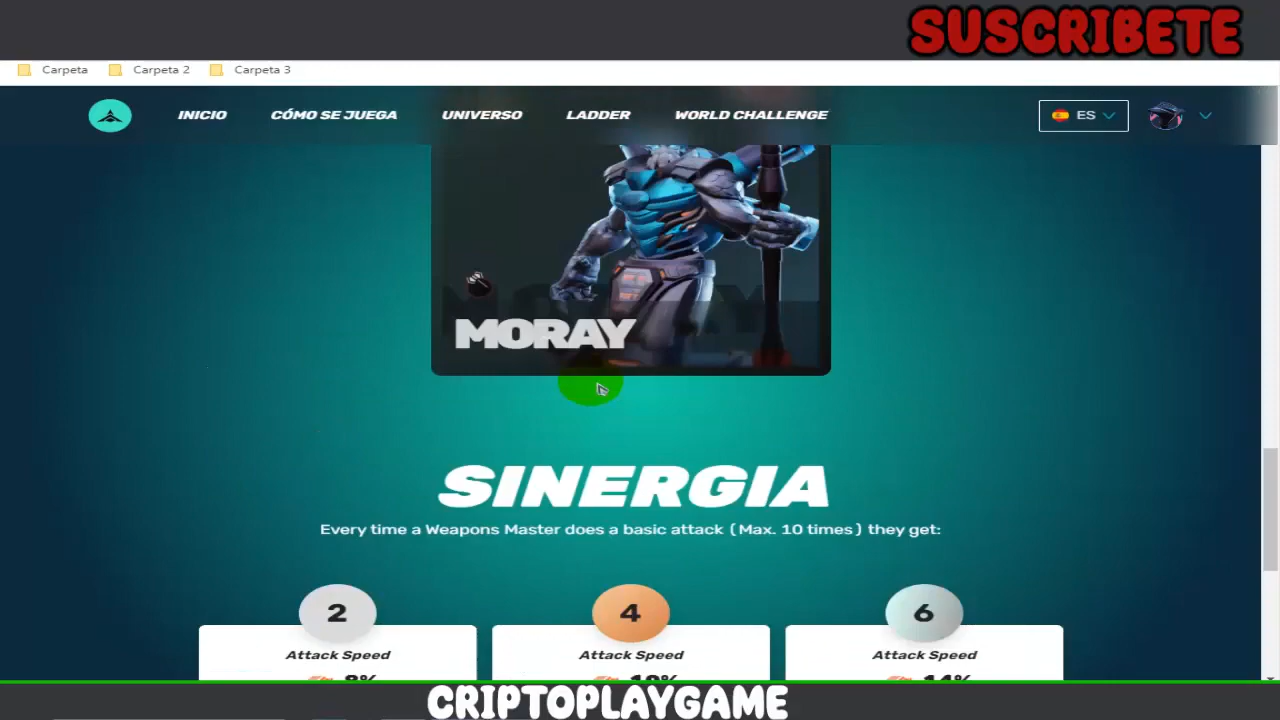 SUSCRIBETE
Carpeta
Carpeta 2
Carpeta 3
INICIO
CÓMO SE JUEGA
UNIVERSO
LADDER
WORLD CHALLENGE
ES
MORAY
SINERGIA
Every time a Weapons Master does a basic attack (Max. 10 times) they get:
2
4
6
Attack Speed
Attack Speed
Attack Speed
14%
CRIPTOPLAYGAME